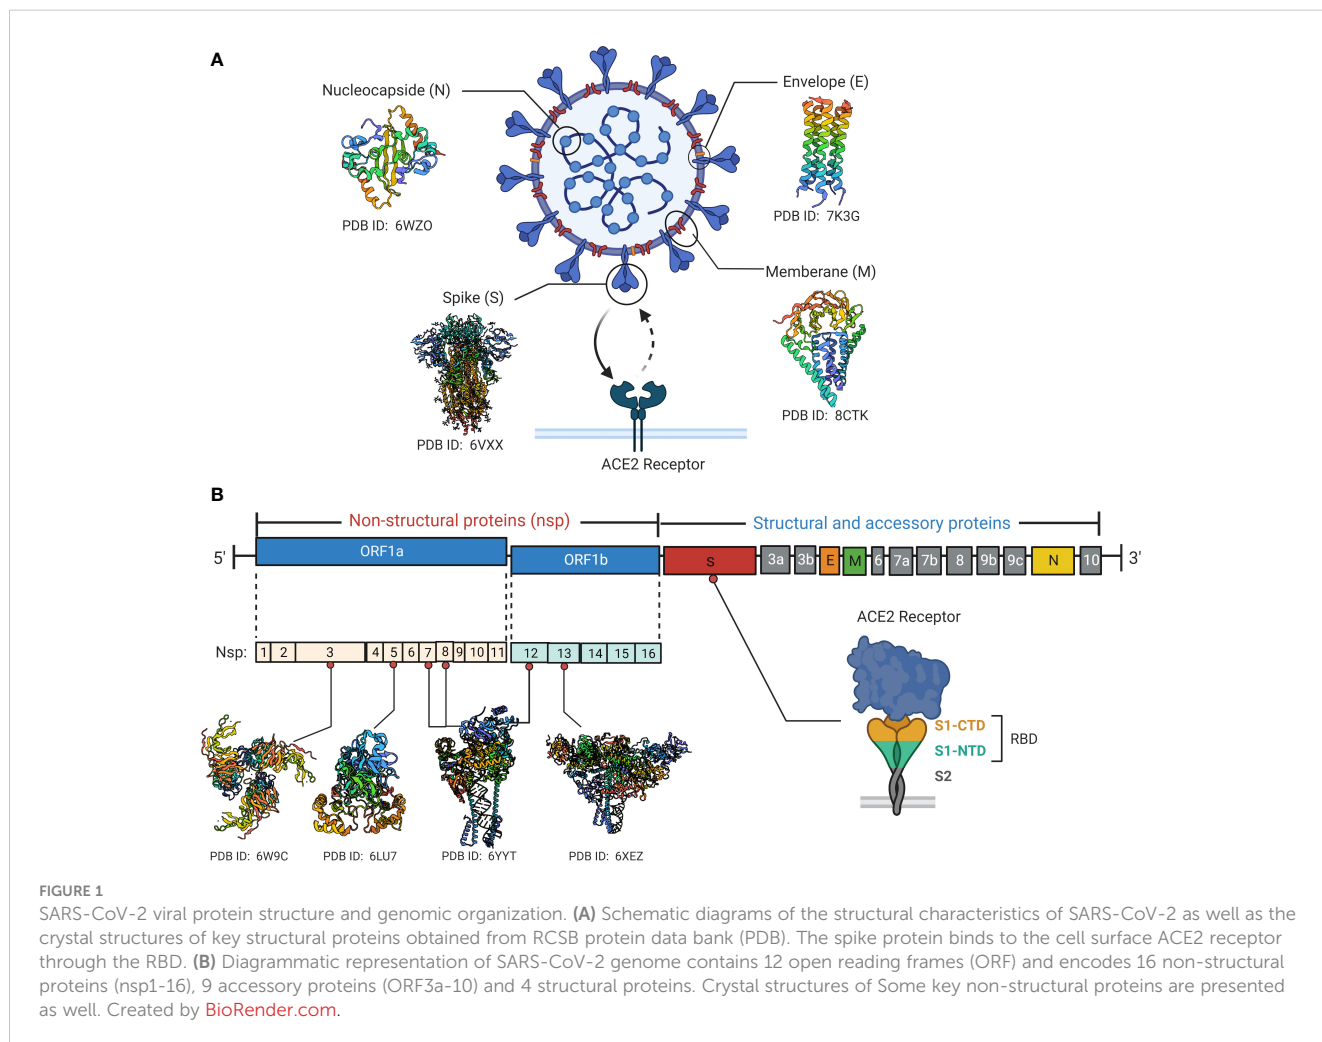 A
Nucleocapside (N)
PDB ID: 6WZO
Envelope (E)
PDB ID: 7K3G
Memberane (M)
PDB ID: 8CTK
Spike (S)
PDB ID: 6VXX
ACE2 Receptor
B
Non-structural proteins (nsp)
Structural and accessory proteins
5' ORF1a ORF1b S 3a 3b E M 6 7a 7b 8 9b 9c N 10 3'
Nsp: 1 2 3 4 5 6 7 8 9 10 11 12 13 14 15 16
ACE2 Receptor
S1-CTD
S1-NTD
RBD
S2
PDB ID: 6W9C
PDB ID: 6LU7
PDB ID: 6YYT
PDB ID: 6XEZ
FIGURE 1
SARS-CoV-2 viral protein structure and genomic organization. (A) Schematic diagrams of the structural characteristics of SARS-CoV-2 as well as the
crystal structures of key structural proteins obtained from RCSB protein data bank (PDB). The spike protein binds to the cell surface ACE2 receptor
through the RBD. (B) Diagrammatic representation of SARS-CoV-2 genome contains 12 open reading frames (ORF) and encodes 16 non-structural
proteins (nsp1-16), 9 accessory proteins (ORF3a-10) and 4 structural proteins. Crystal structures of Some key non-structural proteins are presented
as well. Created by BioRender.com.